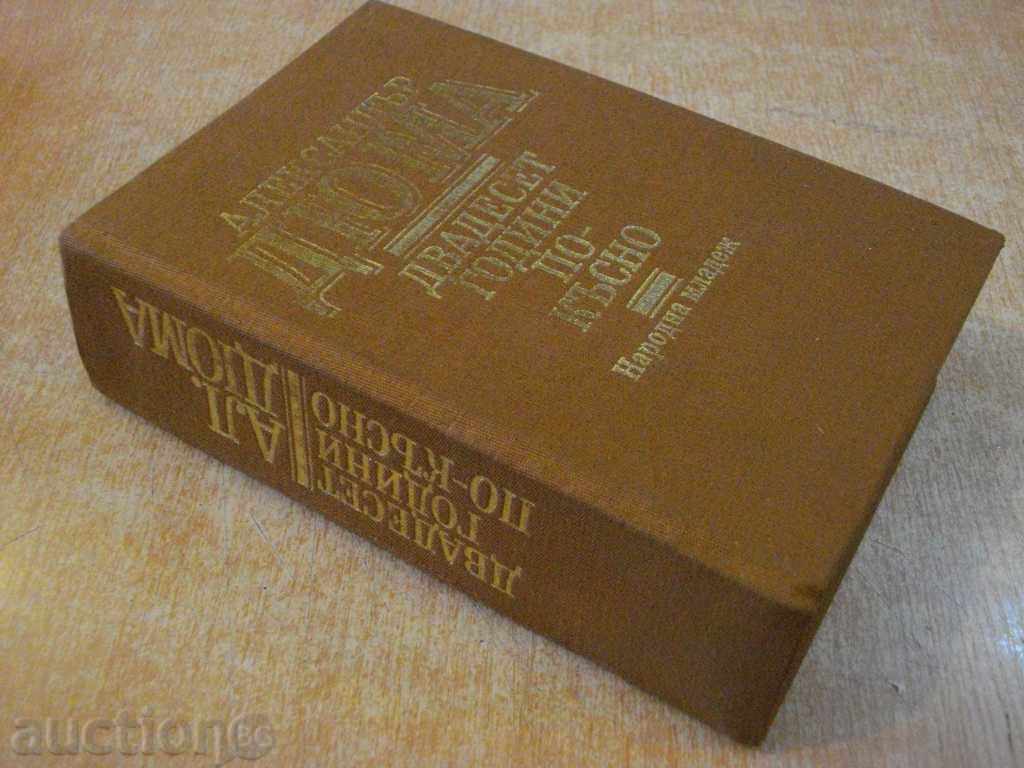 АЛЕКСАНДЪР
ДЮМА
ДВАДЕСЕТ
ГОДИНИ
ПО-
КЪСНО
Народна младеж
АЛ.
ДЮМА
ДВАДЕСЕТ
ГОДИНИ
ПО-КЪСНО
auction BG